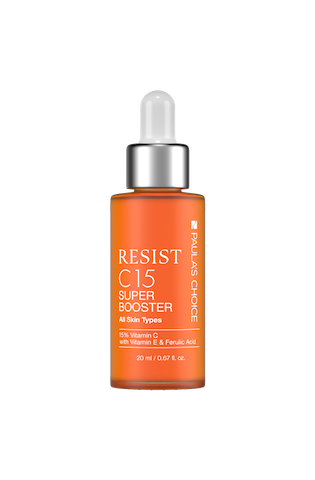 RESIST
C15
SUPER
BOOSTER
All Skin Types
15% Vitamin C
with Vitamin E & Ferulic Acid
20 ml / 0.67 fl. oz.
PAULA'S CHOICE